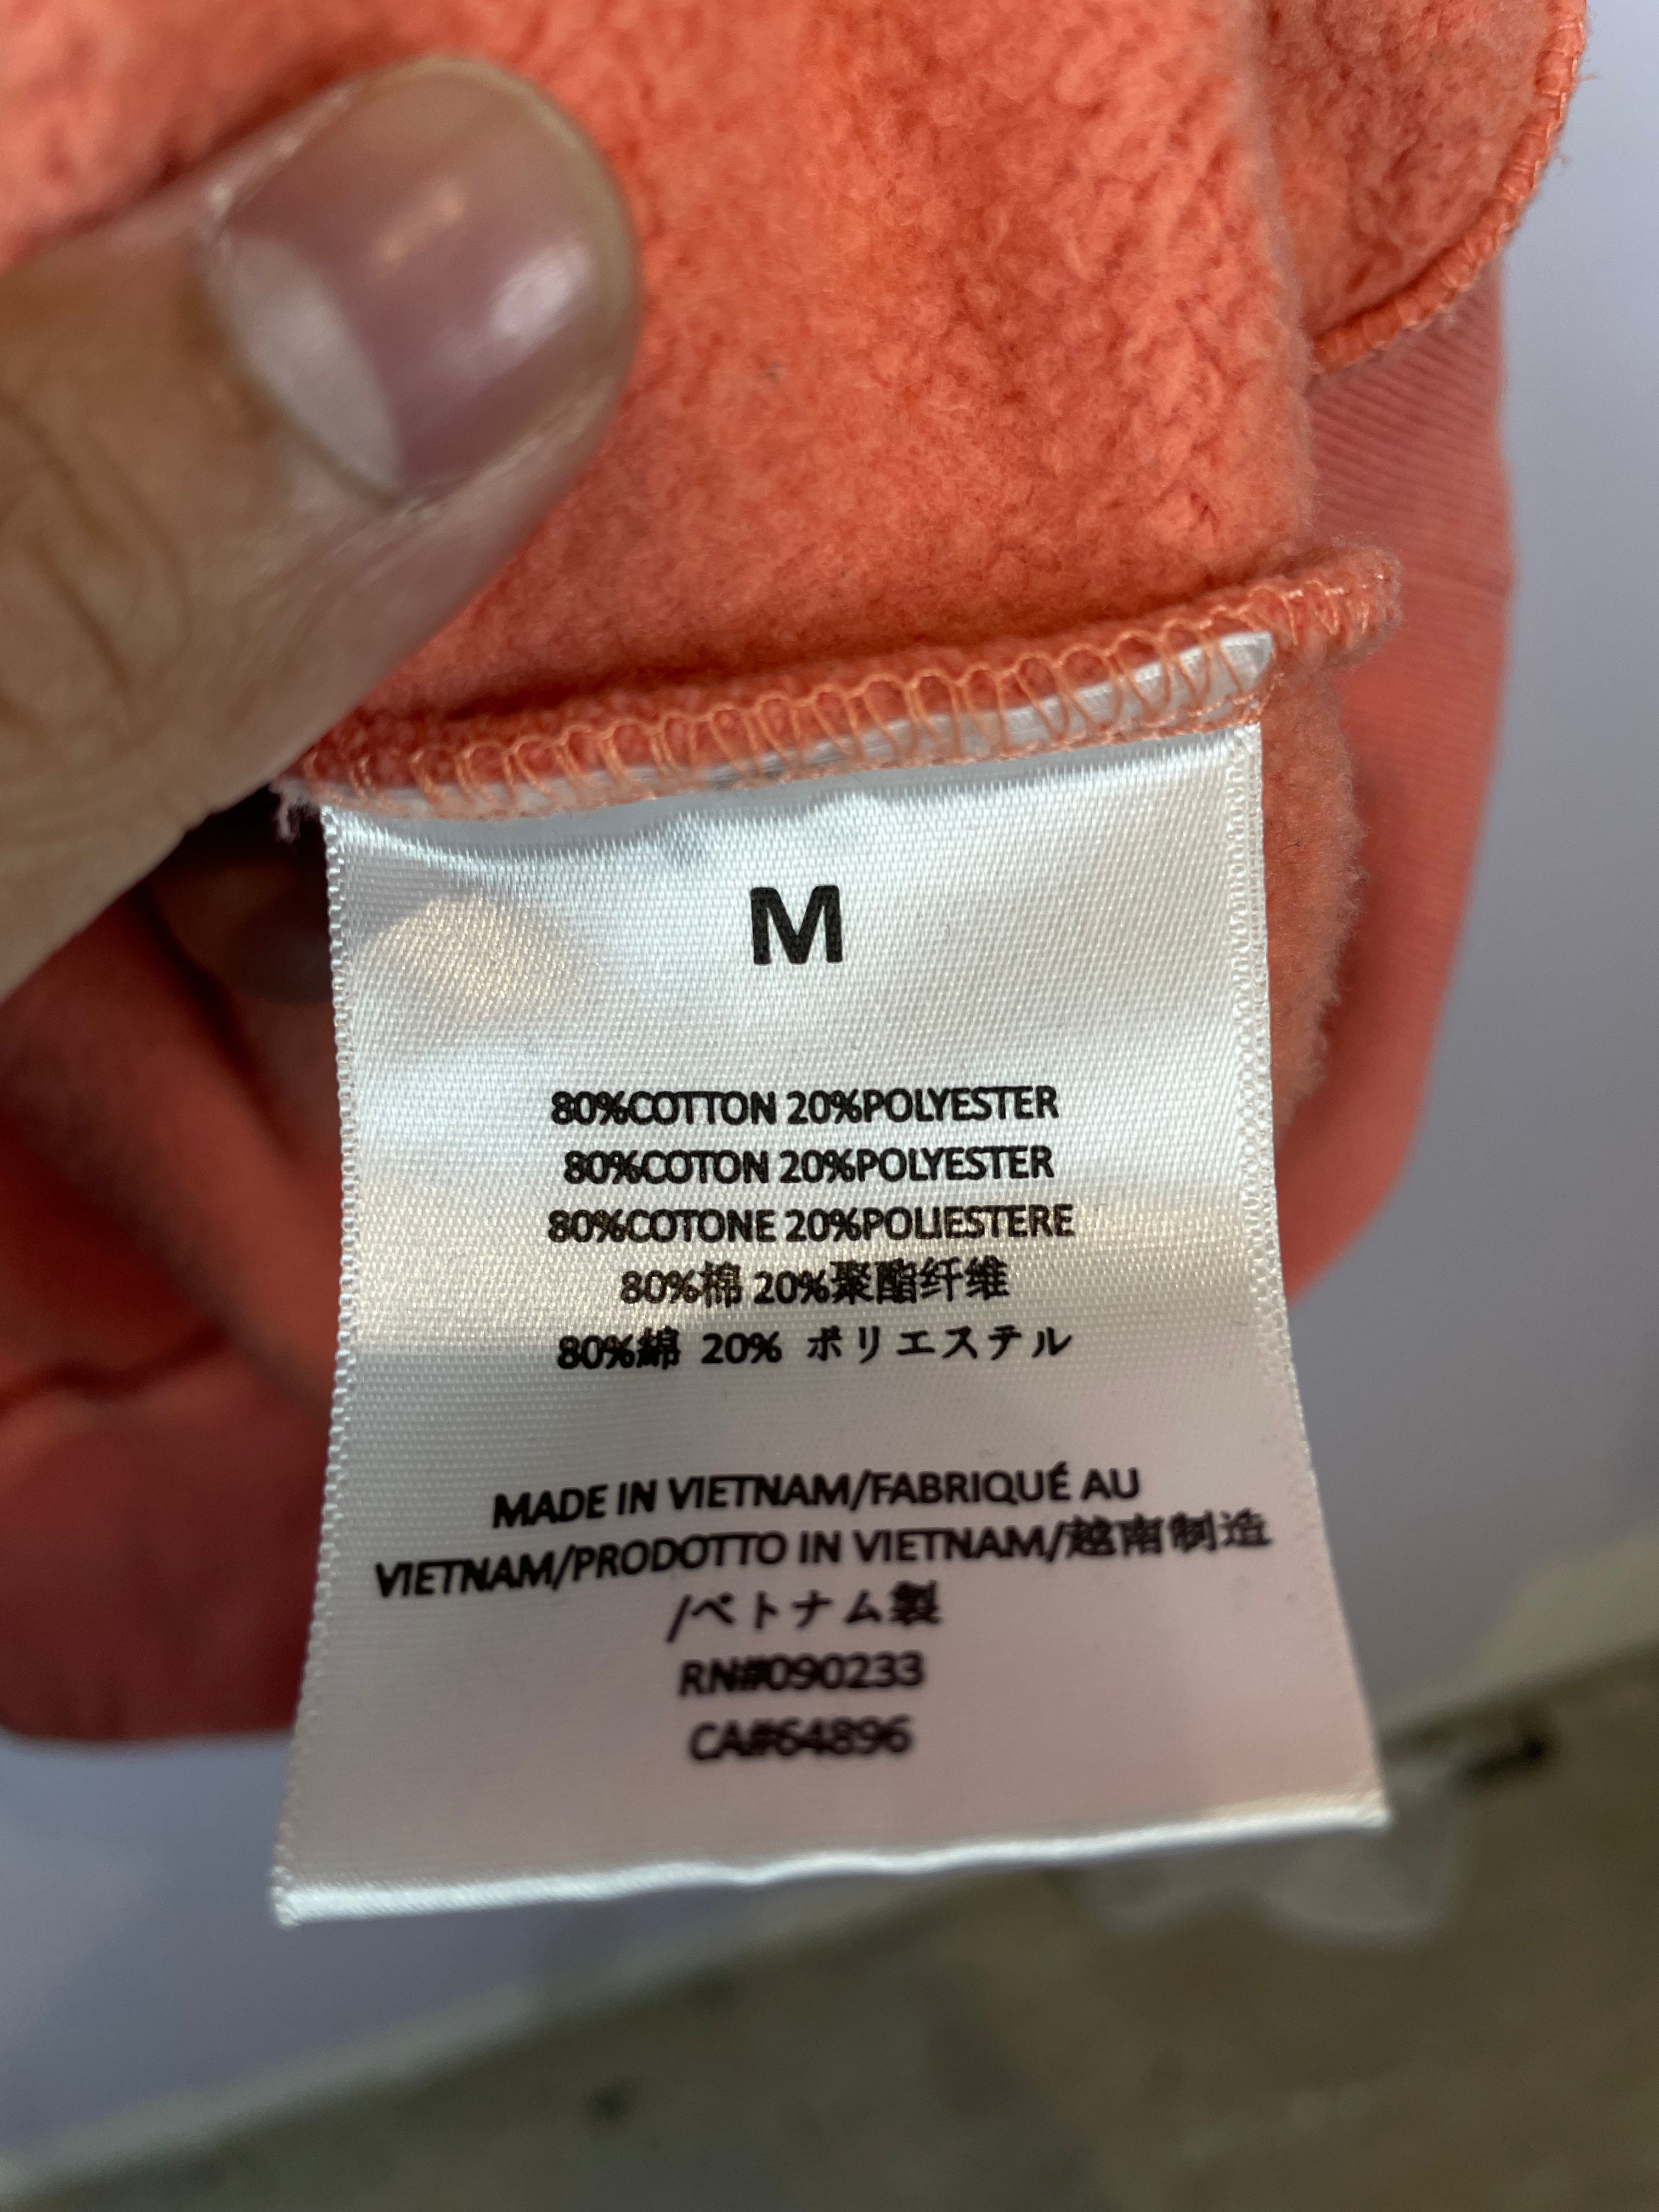 M
80%COTTON 20%POLYESTER
80%COTON 20%POLYESTER
80%COTONE 20%POLIESTERE
80%棉 20%聚酯纤维
80%綿 20% ポリエステル
MADE IN VIETNAM/FABRIQUÉ AU
VIETNAM/PRODOTTO IN VIETNAM/越南制造
/ベトナム製
RN#090233
CA#64896